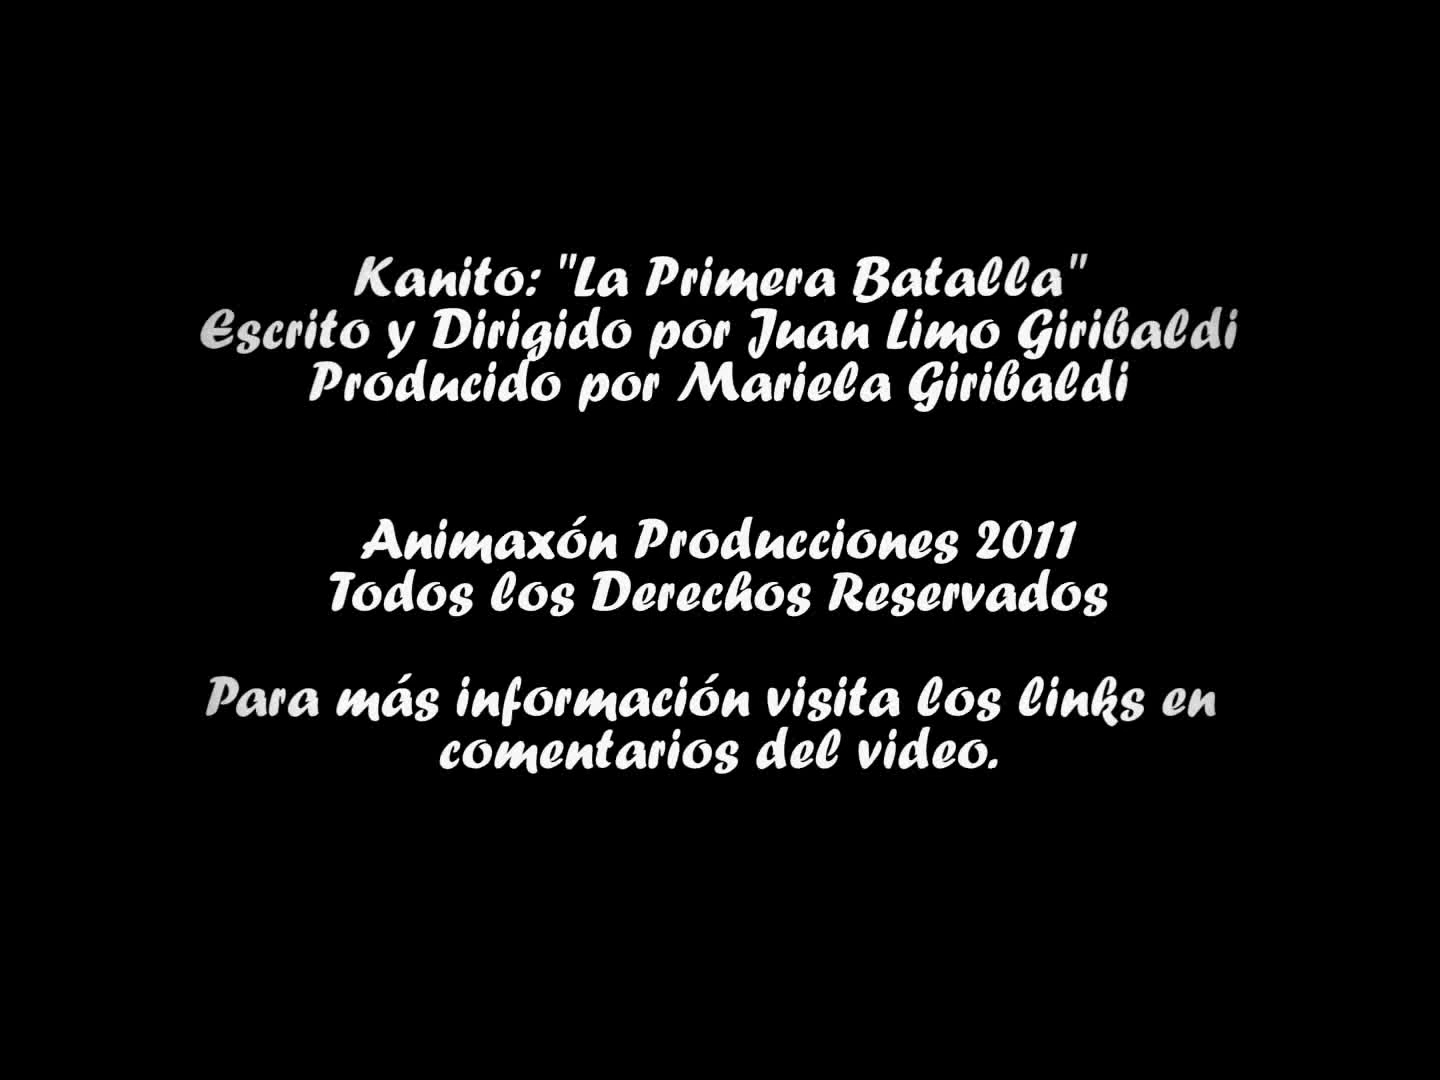 Kanito: "La Primera Batalla"
Escrito y Dirigido por Juan Limo Giribaldi
Producido por Mariela Giribaldi
Animaxón Producciones 2011
Todos los Derechos Reservados
Para más información visita los links en
comentarios del video.